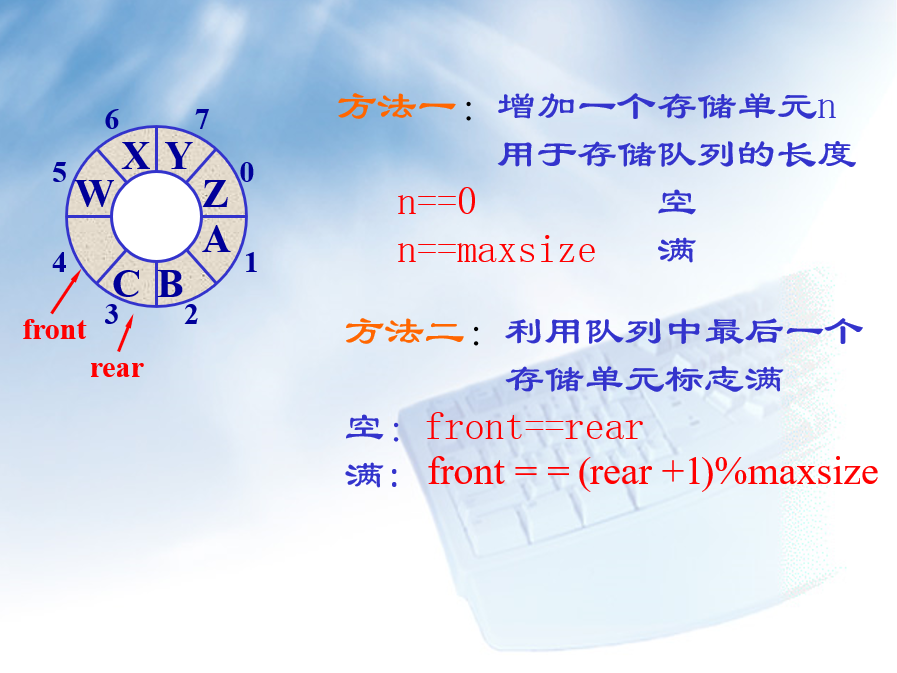 方法一：增加一个存储单元n
用于存储队列的长度
n==0 空
n==maxsize 满
方法二：利用队列中最后一个
存储单元标志满
空：front==rear
满：front = = (rear +1)%maxsize
6 7
X Y
5 0
W Z
A
4 1
C B
3 2
front
rear